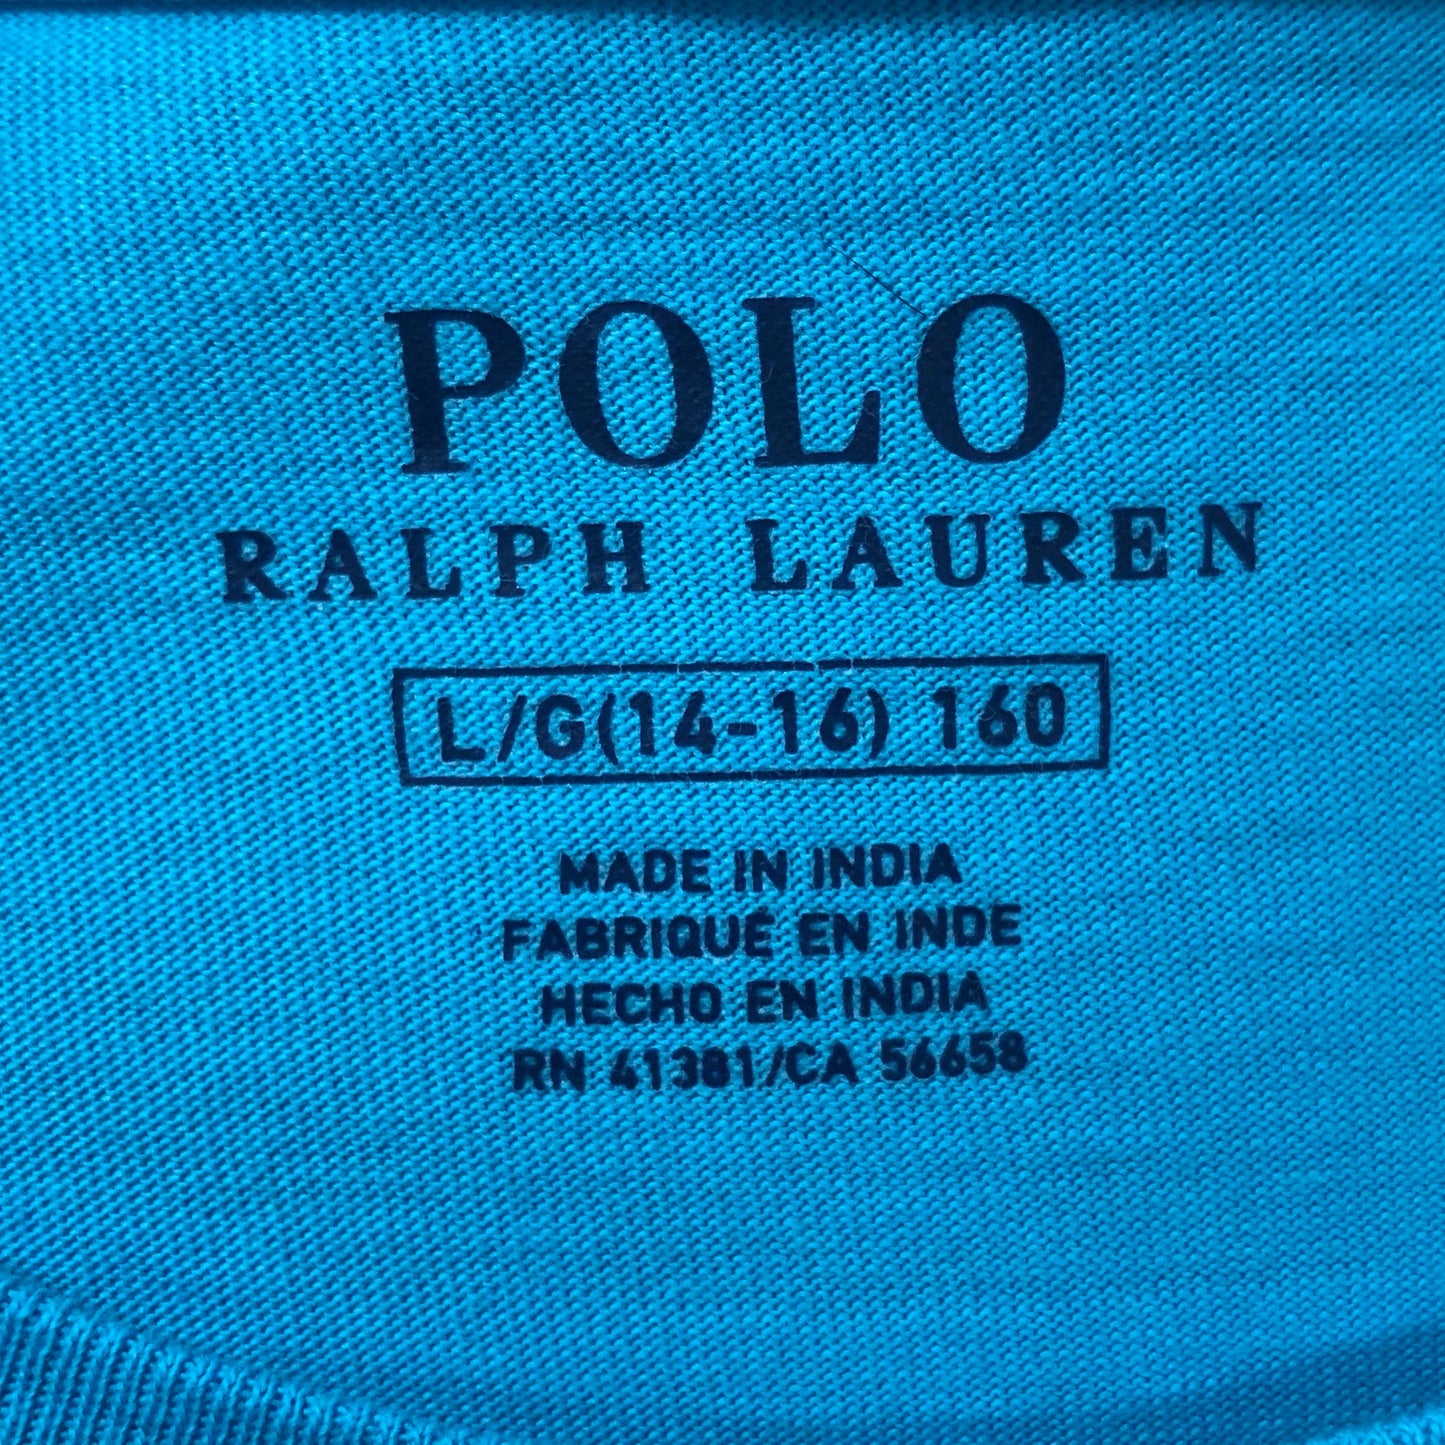 POLO
RALPH LAUREN
L/G(14-16) 160
MADE IN INDIA
FABRIQUÉ EN INDE
HECHO EN INDIA
RN 41381/CA 56658